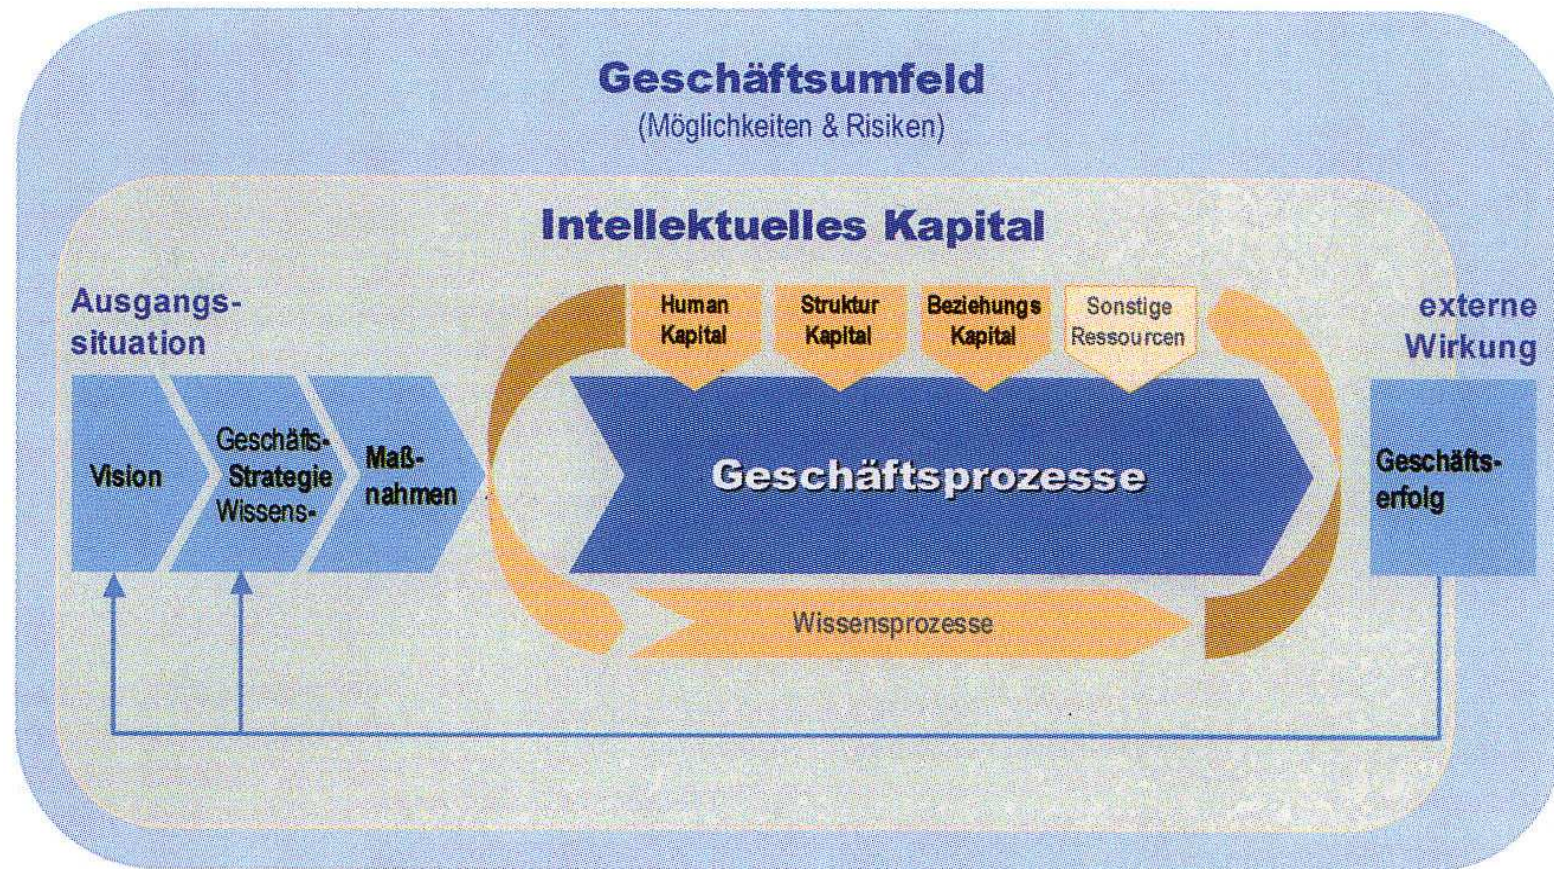 Geschäftsumfeld
(Möglichkeiten & Risiken)
Intellektuelles Kapital
Ausgangs-
situation
Human
Kapital
Struktur
Kapital
Beziehungs
Kapital
Sonstige
Ressourcen
externe
Wirkung
Vision
Geschäfts-
Strategie
Wissens-
Maß-
nahmen
Geschäftsprozesse
Geschäfts-
erfolg
Wissensprozesse